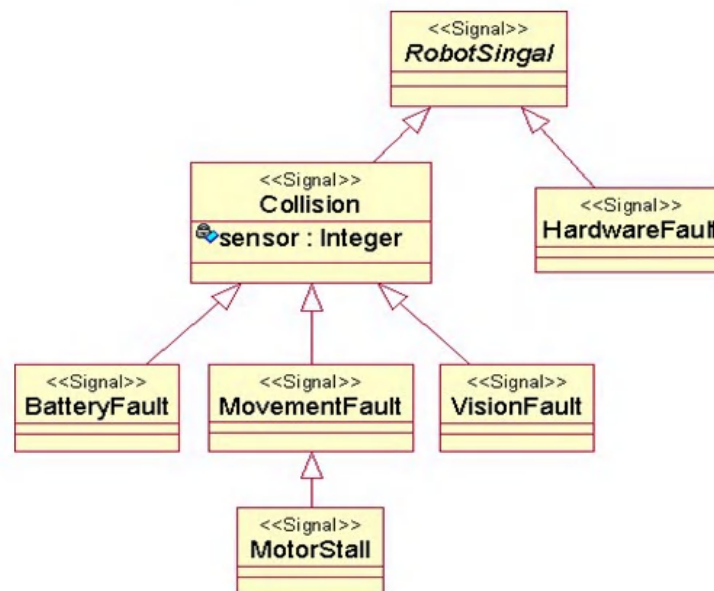 <<Signal>>
RobotSingal
<<Signal>>
Collision
sensor : Integer
<<Signal>>
HardwareFault
<<Signal>>
BatteryFault
<<Signal>>
MovementFault
<<Signal>>
VisionFault
<<Signal>>
MotorStall